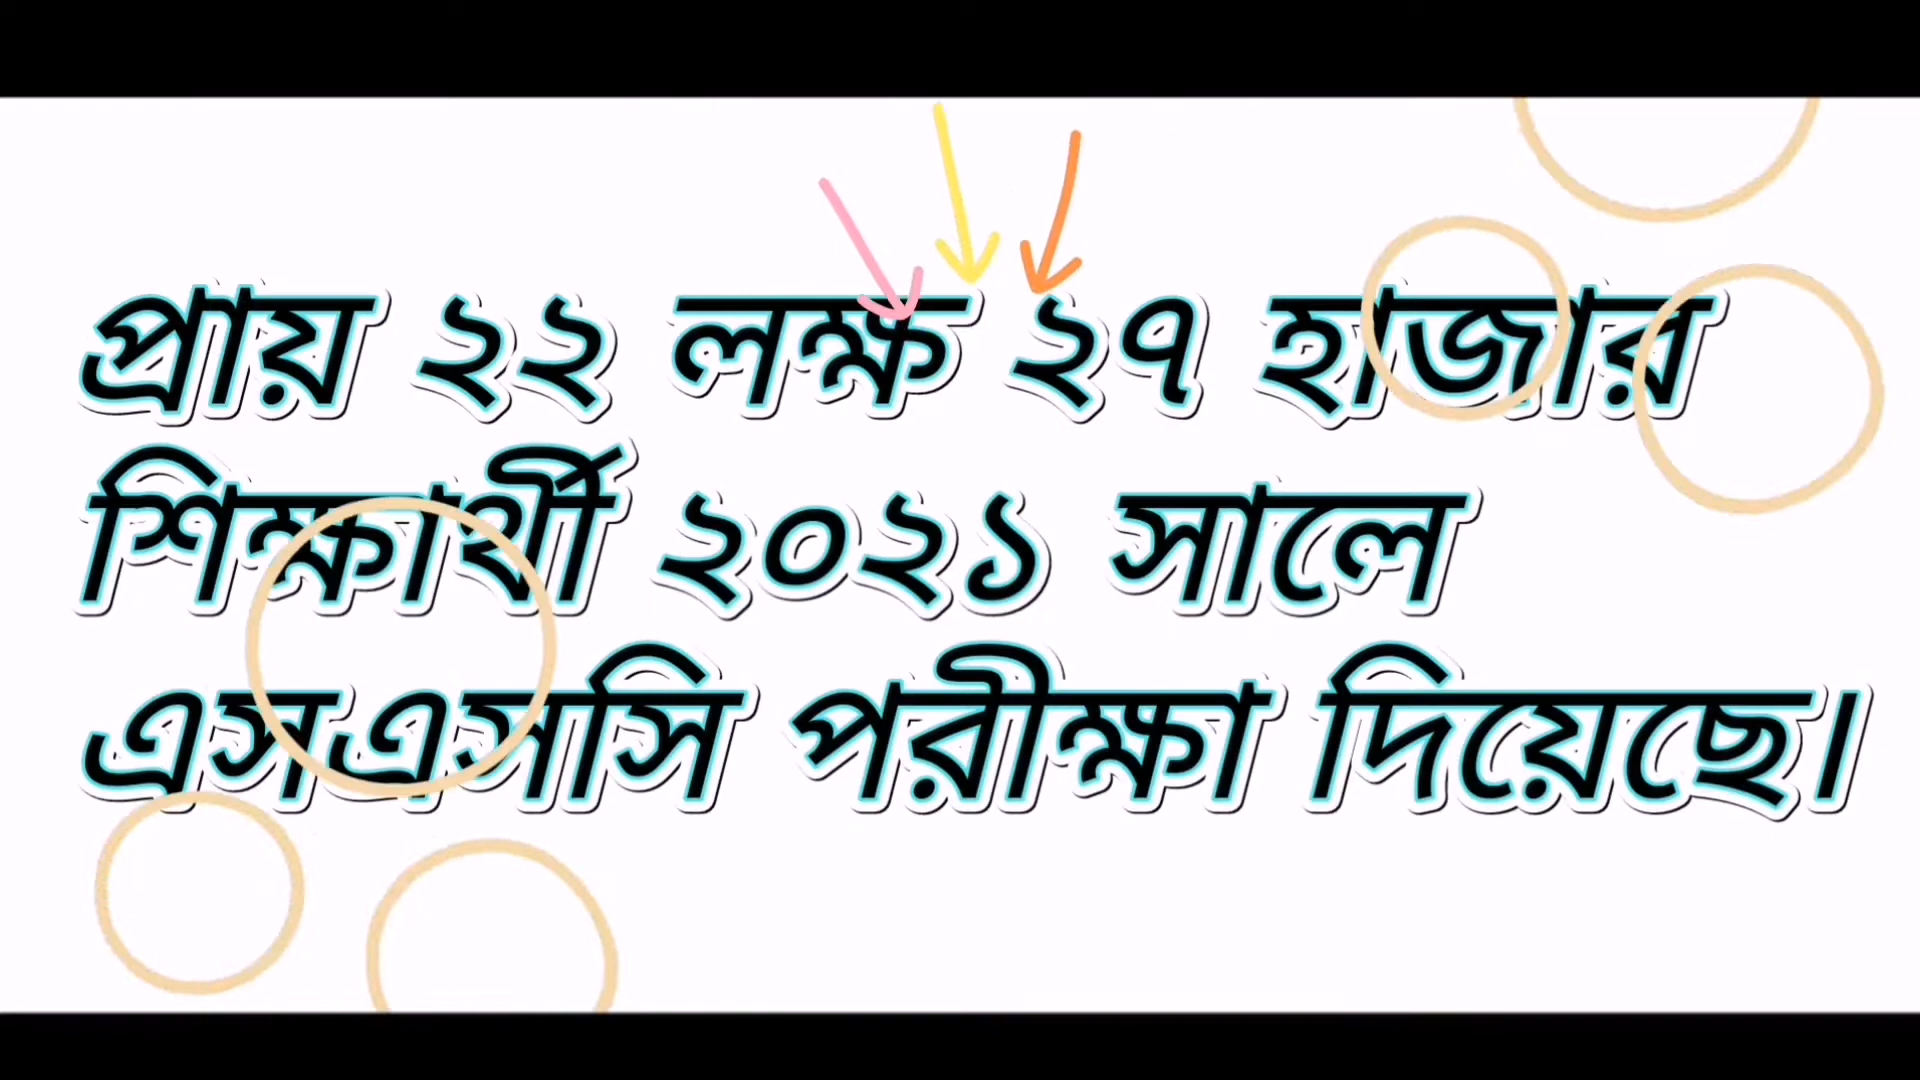 প্রায় ২২ লক্ষ ২৭ হাজার
শিক্ষার্থী ২০২১ সালে
এসএসসি পরীক্ষা দিয়েছে।